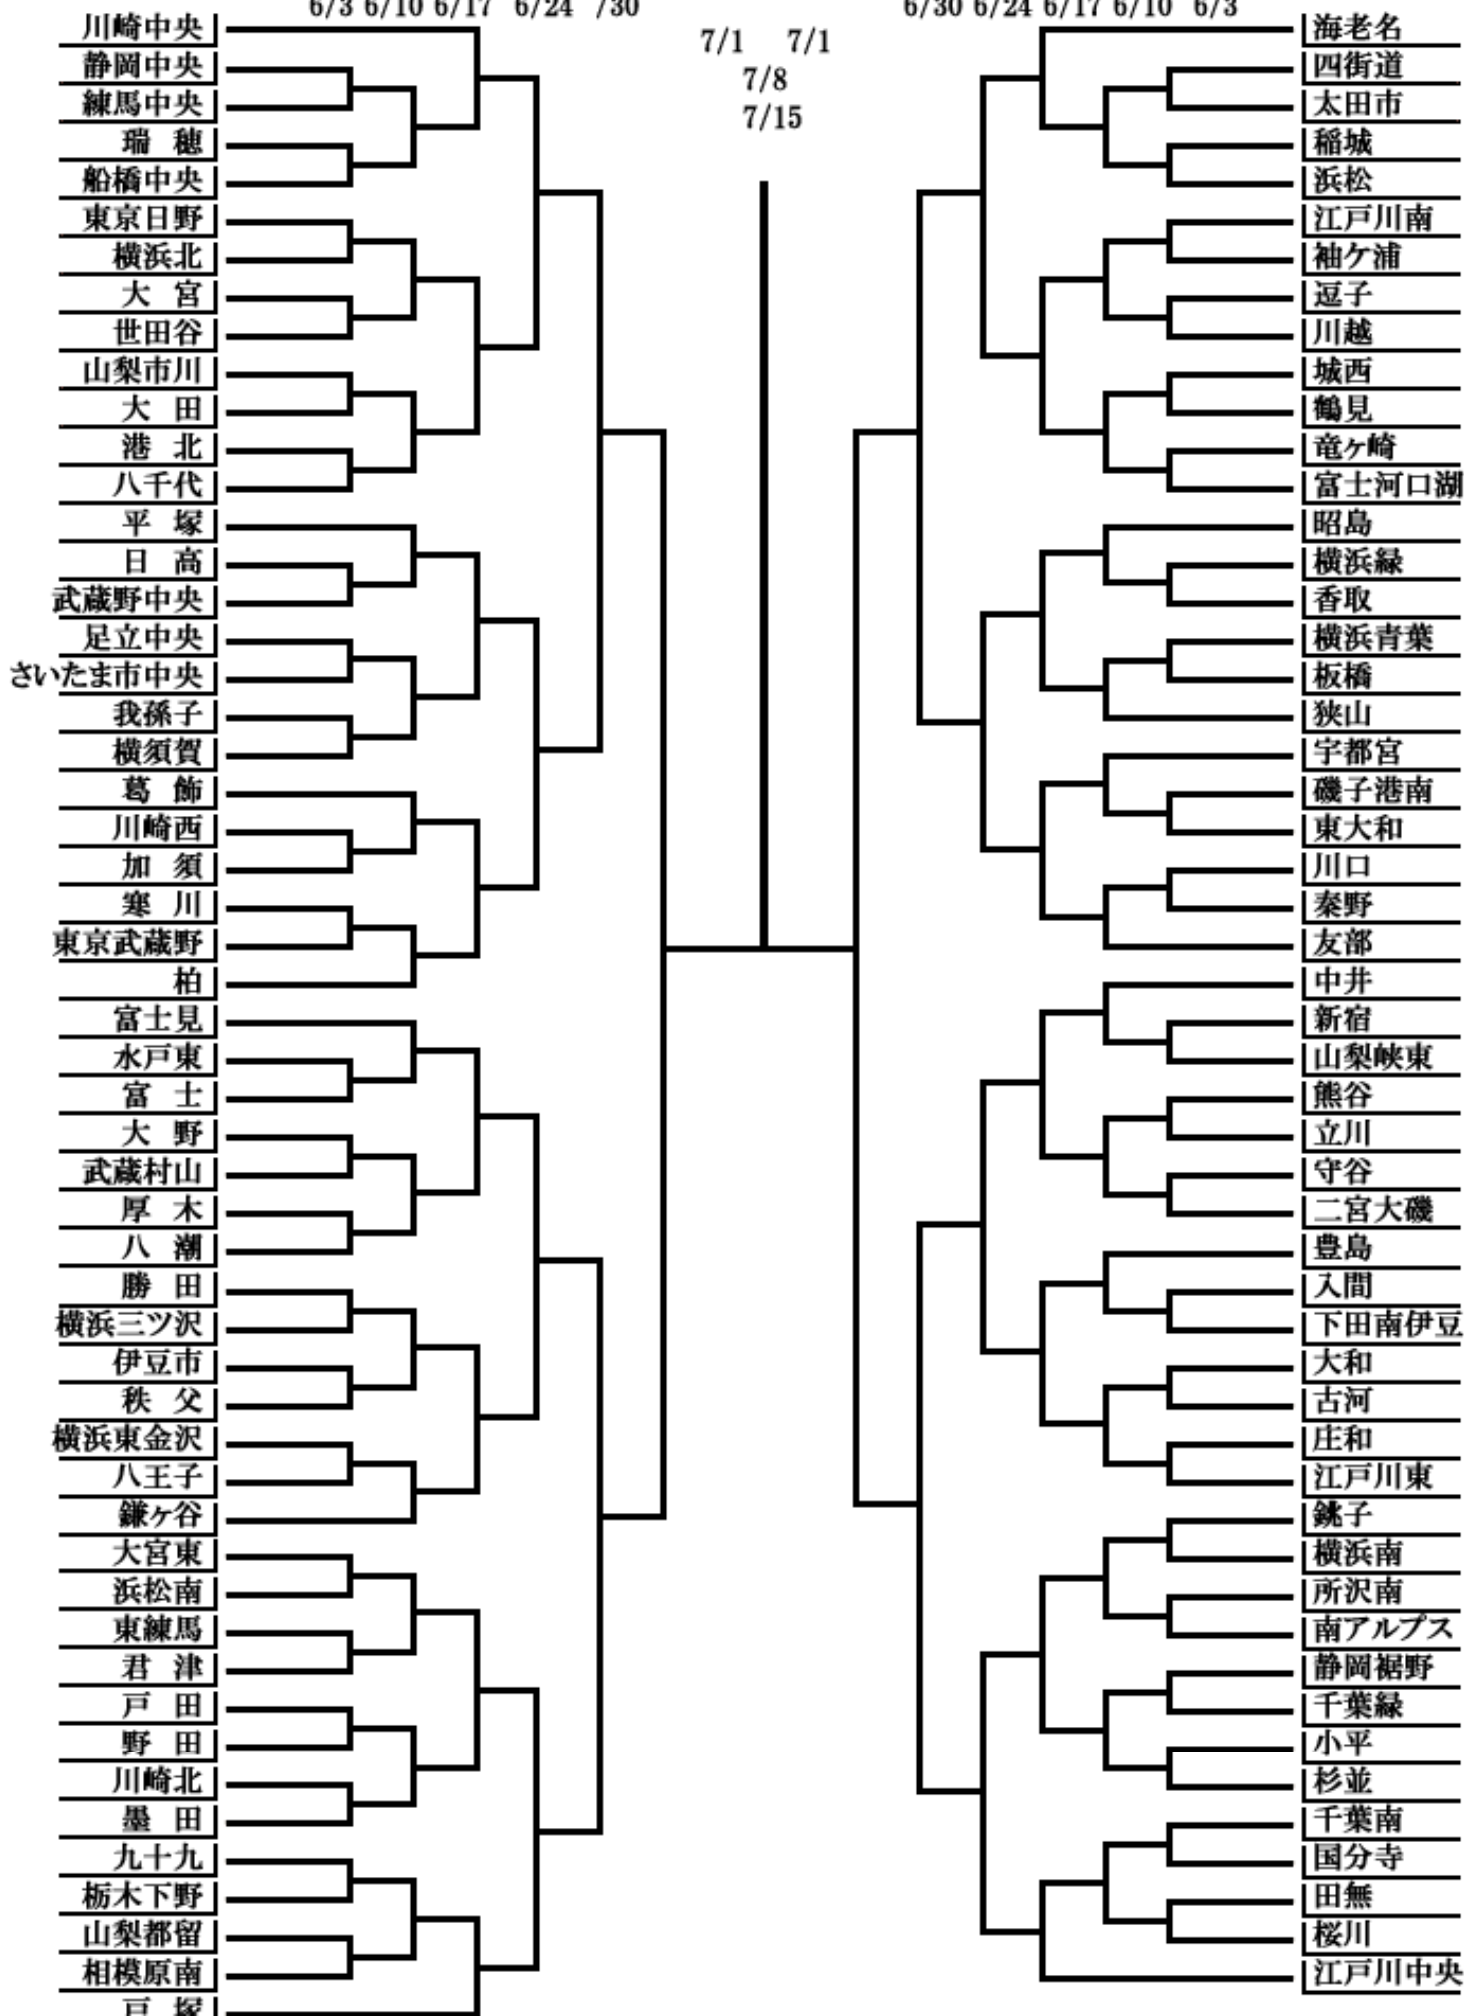 6/3 6/10 6/17 6/24 /30
7/1 7/1
7/8
7/15
6/30 6/24 6/17 6/10 6/3
川崎中央
静岡中央
練馬中央
瑞穂
船橋中央
東京日野
横浜北
大宮
世田谷
山梨市川
大田
港北
八千代
平塚
日高
武蔵野中央
足立中央
さいたま市中央
我孫子
横須賀
葛飾
川崎西
加須
寒川
東京武蔵野
柏
富士見
水戸東
富士
大野
武蔵村山
厚木
八潮
勝田
横浜三ツ沢
伊豆市
秩父
横浜東金沢
八王子
鎌ヶ谷
大宮東
浜松南
東練馬
君津
戸田
野田
川崎北
墨田
九十九
栃木下野
山梨都留
相模原南
戸塚
海老名
四街道
太田市
稲城
浜松
江戸川南
袖ケ浦
逗子
川越
城西
鶴見
竜ヶ崎
富士河口湖
昭島
横浜緑
香取
横浜青葉
板橋
狭山
宇都宮
磯子港南
東大和
川口
秦野
友部
中井
新宿
山梨峡東
熊谷
立川
守谷
二宮大磯
豊島
入間
下田南伊豆
大和
古河
庄和
江戸川東
銚子
横浜南
所沢南
南アルプス
静岡裾野
千葉緑
小平
杉並
千葉南
国分寺
田無
桜川
江戸川中央